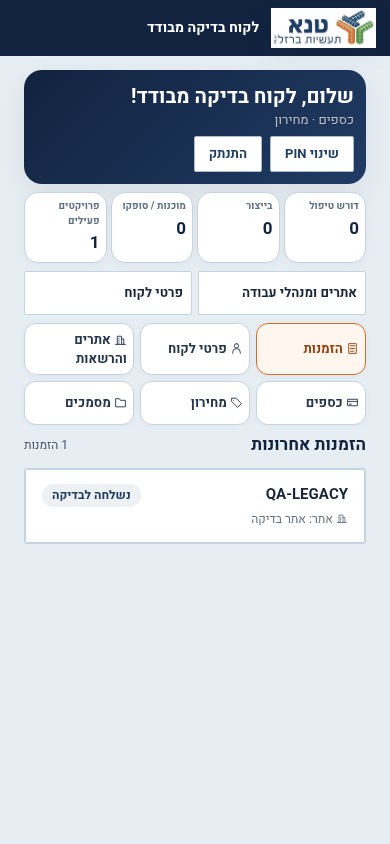 טנא
תעשיות ברזל
לקוח בדיקה מבודד
שלום, לקוח בדיקה מבודד!
כספים · מחירון
שינוי PIN
התנתק
דורש טיפול
0
בייצור
0
מוכנות / סופקו
0
פרויקטים
פעילים
1
אתרים ומנהלי עבודה
פרטי לקוח
הזמנות
פרטי לקוח
אתרים
והרשאות
כספים
מחירון
מסמכים
הזמנות אחרונות
1 הזמנות
QA-LEGACY
נשלחה לבדיקה
אתר: אתר בדיקה